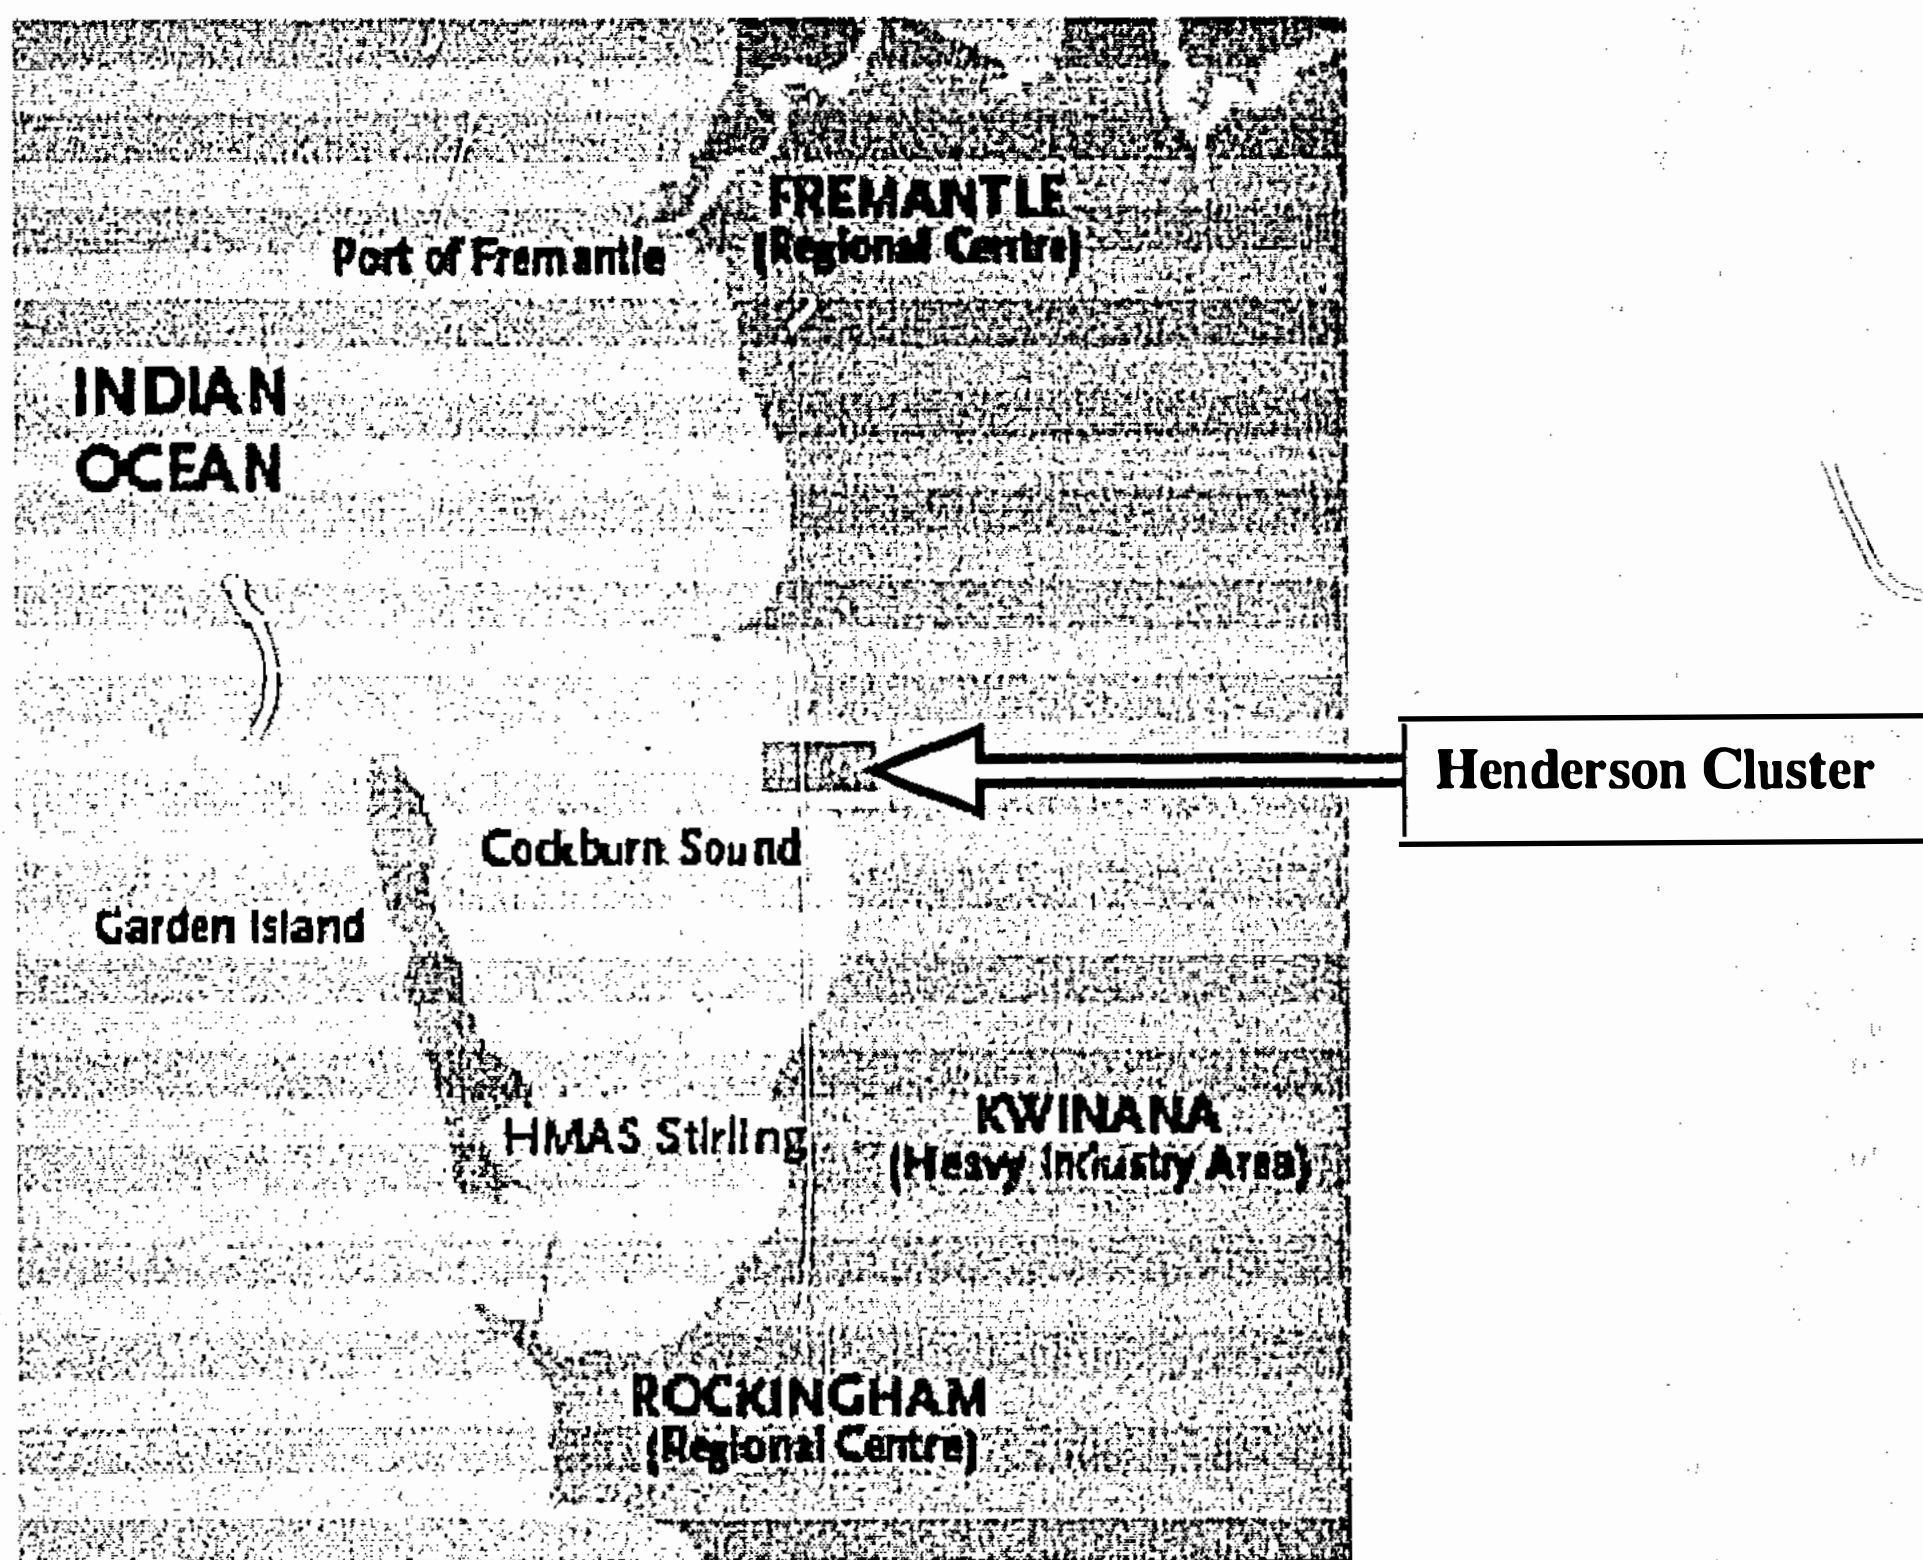 FREMANTLE
(Regional Centre)
Port of Fremantle
INDIAN
OCEAN
Henderson Cluster
Cockburn Sound
Garden Island
HMAS Stirling
KWINANA
(Heavy Industry Area)
ROCKINGHAM
(Regional Centre)